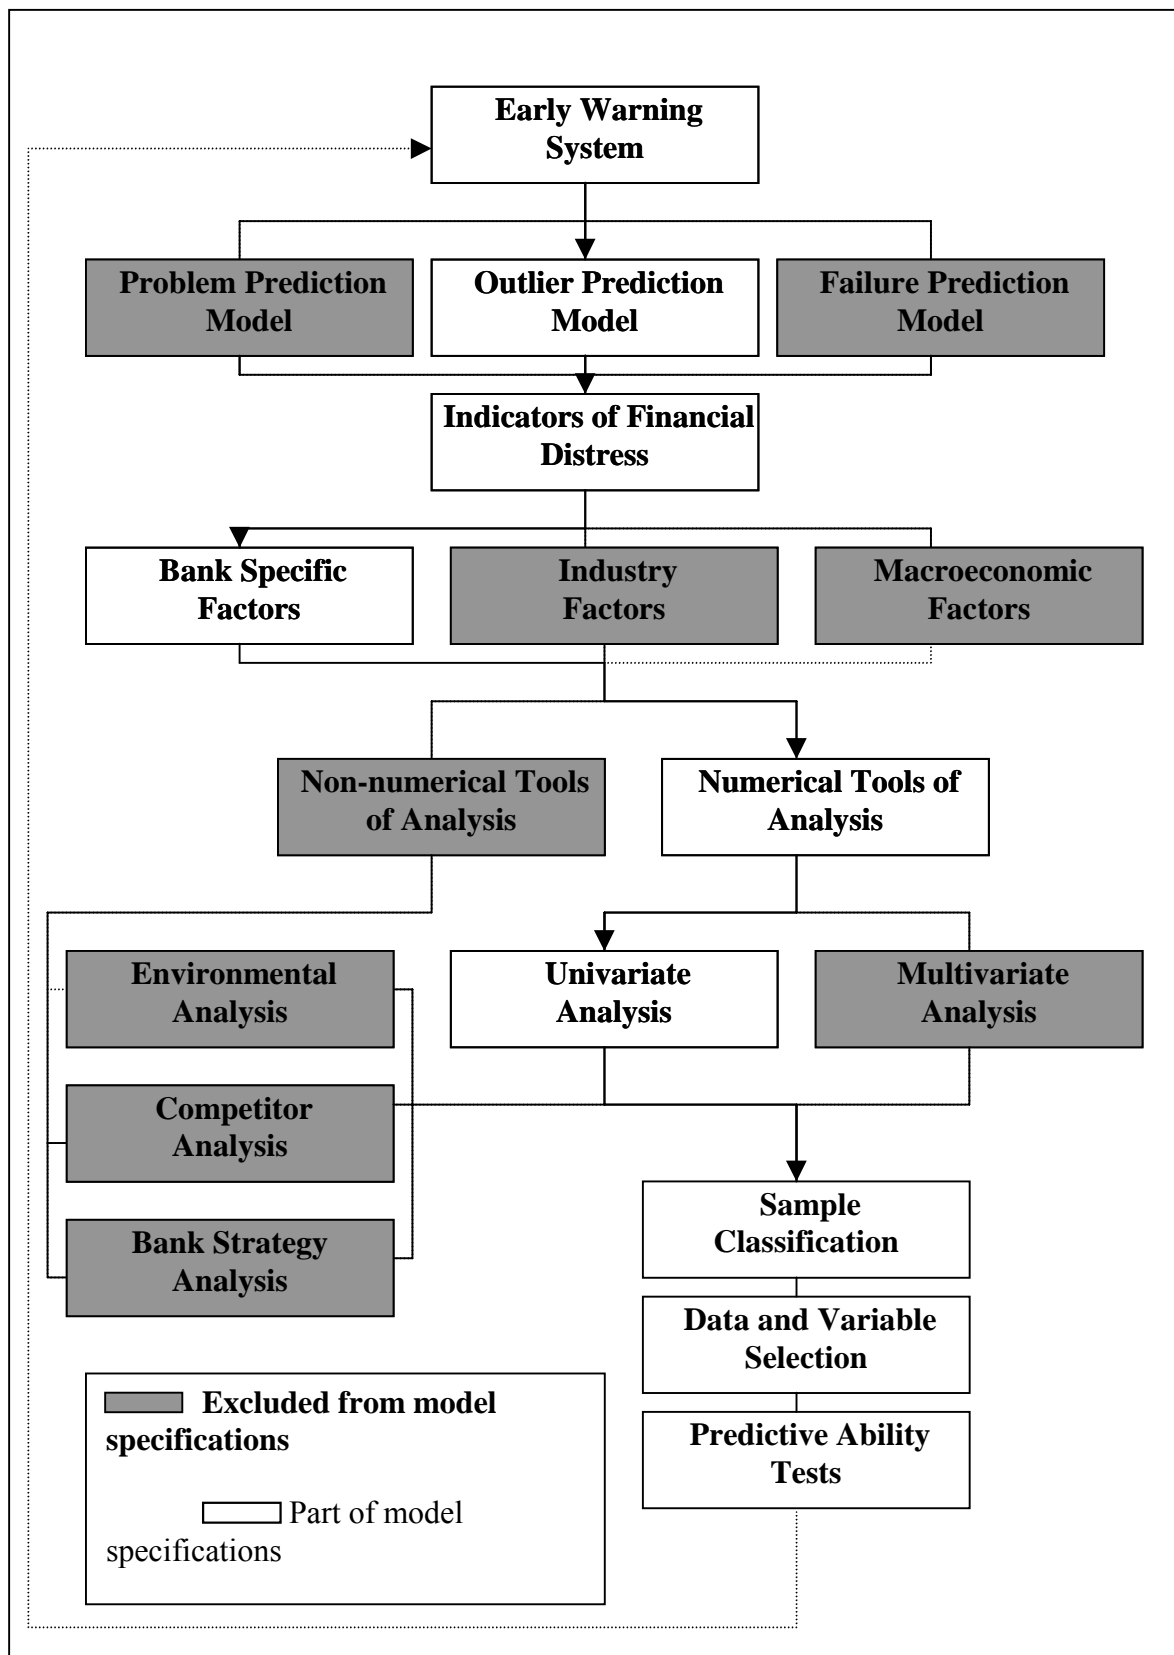 Early Warning
System
Problem Prediction
Model
Outlier Prediction
Model
Failure Prediction
Model
Indicators of Financial
Distress
Bank Specific
Factors
Industry
Factors
Macroeconomic
Factors
Non-numerical Tools
of Analysis
Numerical Tools of
Analysis
Environmental
Analysis
Univariate
Analysis
Multivariate
Analysis
Competitor
Analysis
Bank Strategy
Analysis
Sample
Classification
Data and Variable
Selection
Predictive Ability
Tests
Excluded from model
specifications
Part of model
specifications